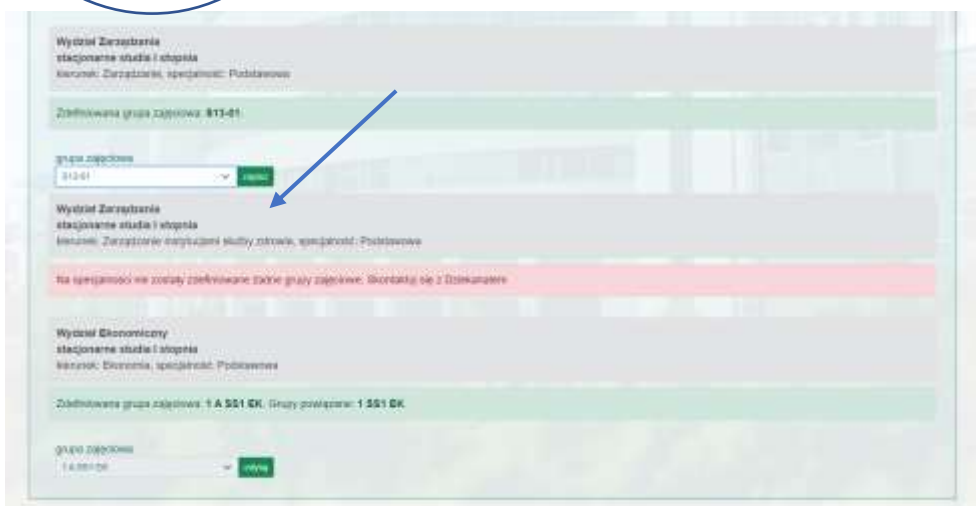 Wydział Zarządzania
stacjonarne studia I stopnia
kierunek: Zarządzanie, specjalność: Podstawowa
Zdefiniowana grupa zajęciowa: S13-01.
grupa zajęciowa
S13-01
zapisz
Wydział Zarządzania
stacjonarne studia I stopnia
kierunek: Zarządzanie instytucjami służby zdrowia, specjalność: Podstawowa
Na specjalności nie zostały zdefiniowane żadne grupy zajęciowe. Skontaktuj się z Dziekanatem
Wydział Ekonomiczny
stacjonarne studia I stopnia
kierunek: Ekonomia, specjalność: Podstawowa
Zdefiniowana grupa zajęciowa: 1 A SS1 EK. Grupy powiązane: 1 SS1 EK.
grupa zajęciowa
1 A SS1 EK
edytuj